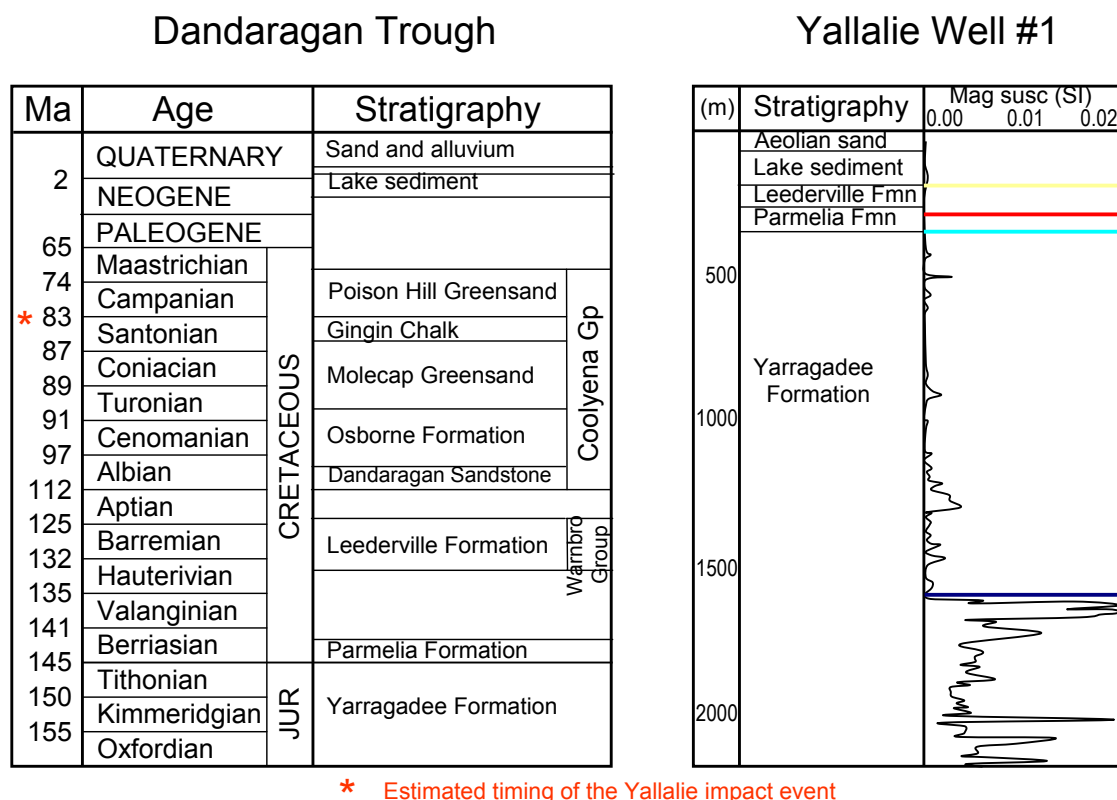 Dandaragan Trough
Ma Age Stratigraphy
QUATERNARY
Sand and alluvium
2
Lake sediment
NEOGENE
PALEOGENE
65
Maastrichian
74
Campanian
Poison Hill Greensand
* 83
Santonian
Gingin Chalk
87
Coniacian
Molecap Greensand
89
Turonian
91
Cenomanian
Osborne Formation
97
Albian
Dandaragan Sandstone
112
Aptian
125
Barremian
Leederville Formation
132
Hauterivian
135
Valanginian
141
Berriasian
Parmelia Formation
145
Tithonian
150
Kimmeridgian
Yarragadee Formation
155
Oxfordian
CRETACEOUS
JUR
Coolyena Gp
Warnbro
Group
Yallalie Well #1
(m) Stratigraphy
Mag susc (SI)
0.00 0.01 0.02
Aeolian sand
Lake sediment
Leederville Fmn
Parmelia Fmn
500
Yarragadee
Formation
1000
1500
2000
* Estimated timing of the Yallalie impact event